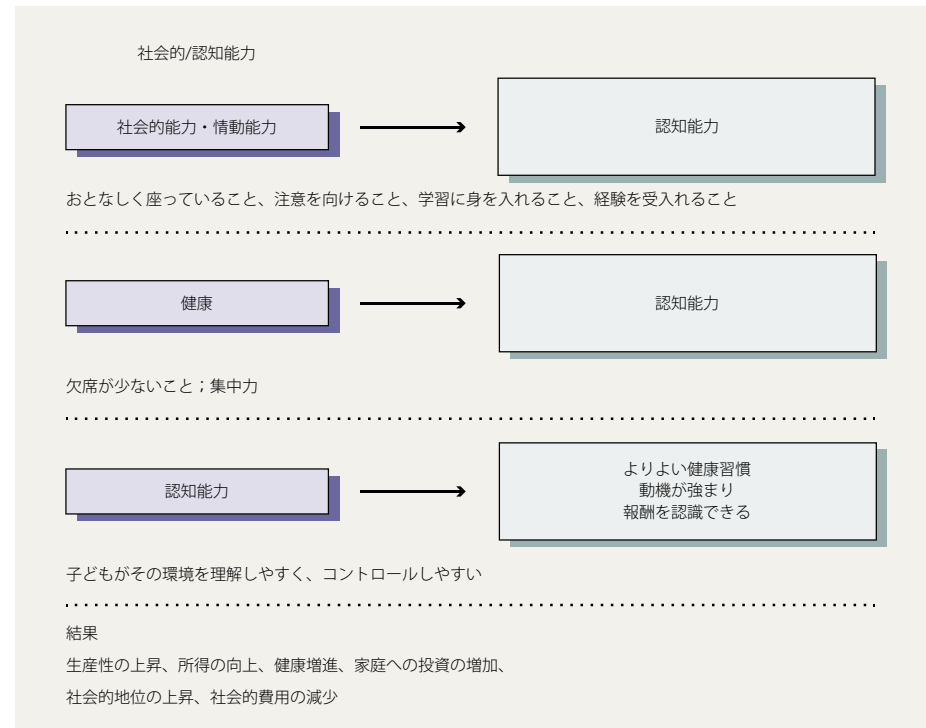 社会的/認知能力
社会的能力・情動能力
認知能力
おとなしく座っていること、注意を向けること、学習に身を入れること、経験を受入れること
健康
認知能力
欠席が少ないこと；集中力
認知能力
よりよい健康習慣
動機が強まり
報酬を認識できる
子どもがその環境を理解しやすく、コントロールしやすい
結果
生産性の上昇、所得の向上、健康増進、家庭への投資の増加、
社会的地位の上昇、社会的費用の減少